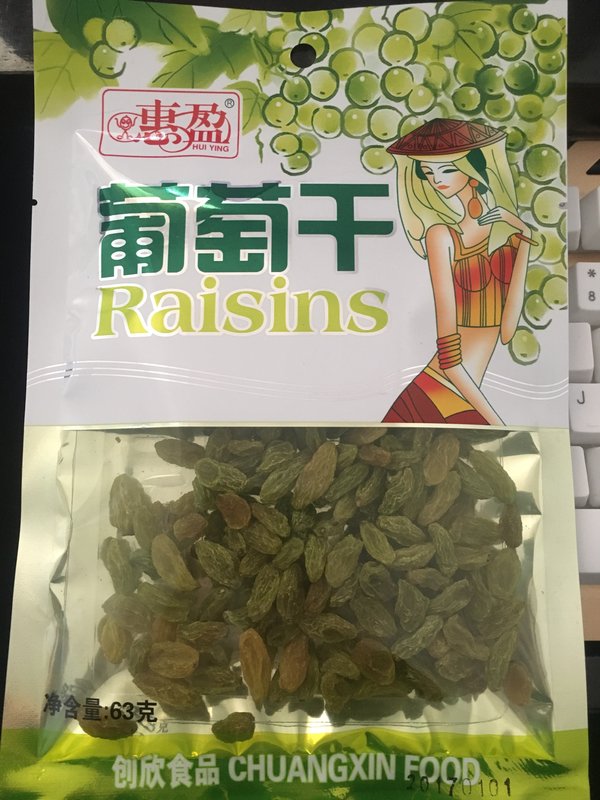 惠盈®
HUI YING
葡萄干
Raisins
*
8
J
净含量:63克
创欣食品 CHUANGXIN FOOD
20170101